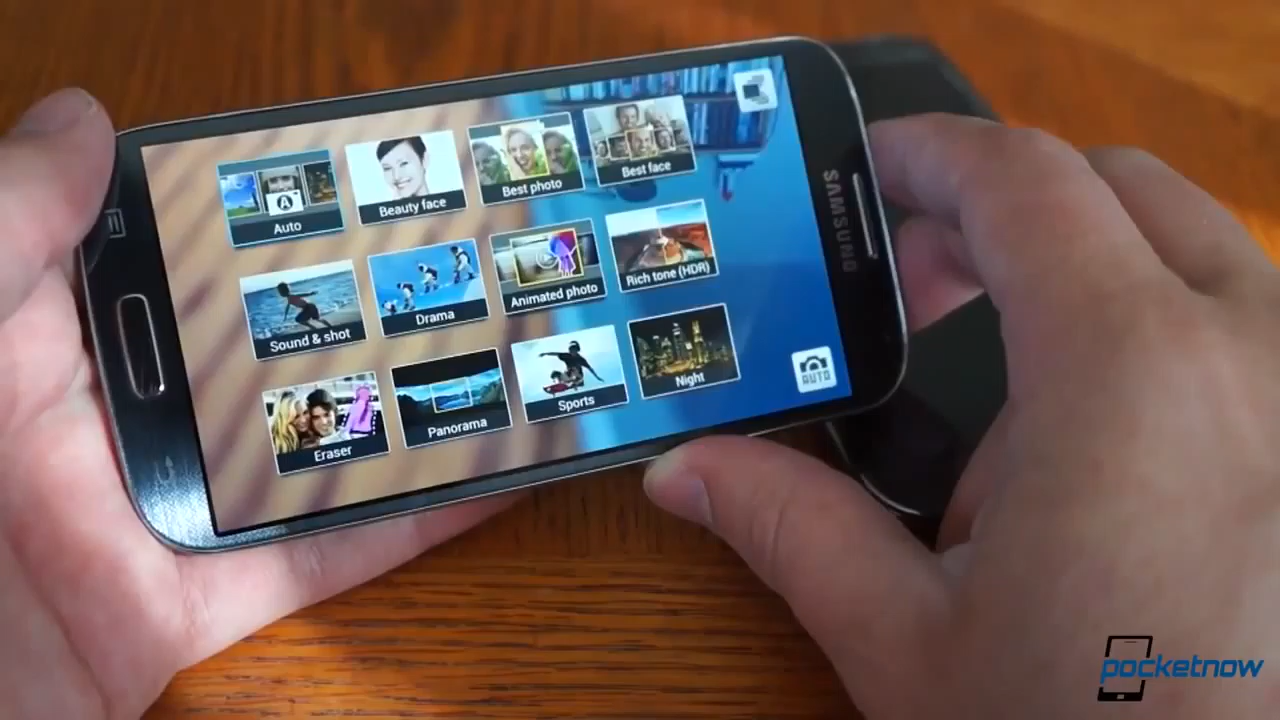 Auto
Beauty face
Best photo
Best face
Sound & shot
Drama
Animated photo
Rich tone (HDR)
Eraser
Panorama
Sports
Night
A
AUTO
SAMSUNG
pocketnow